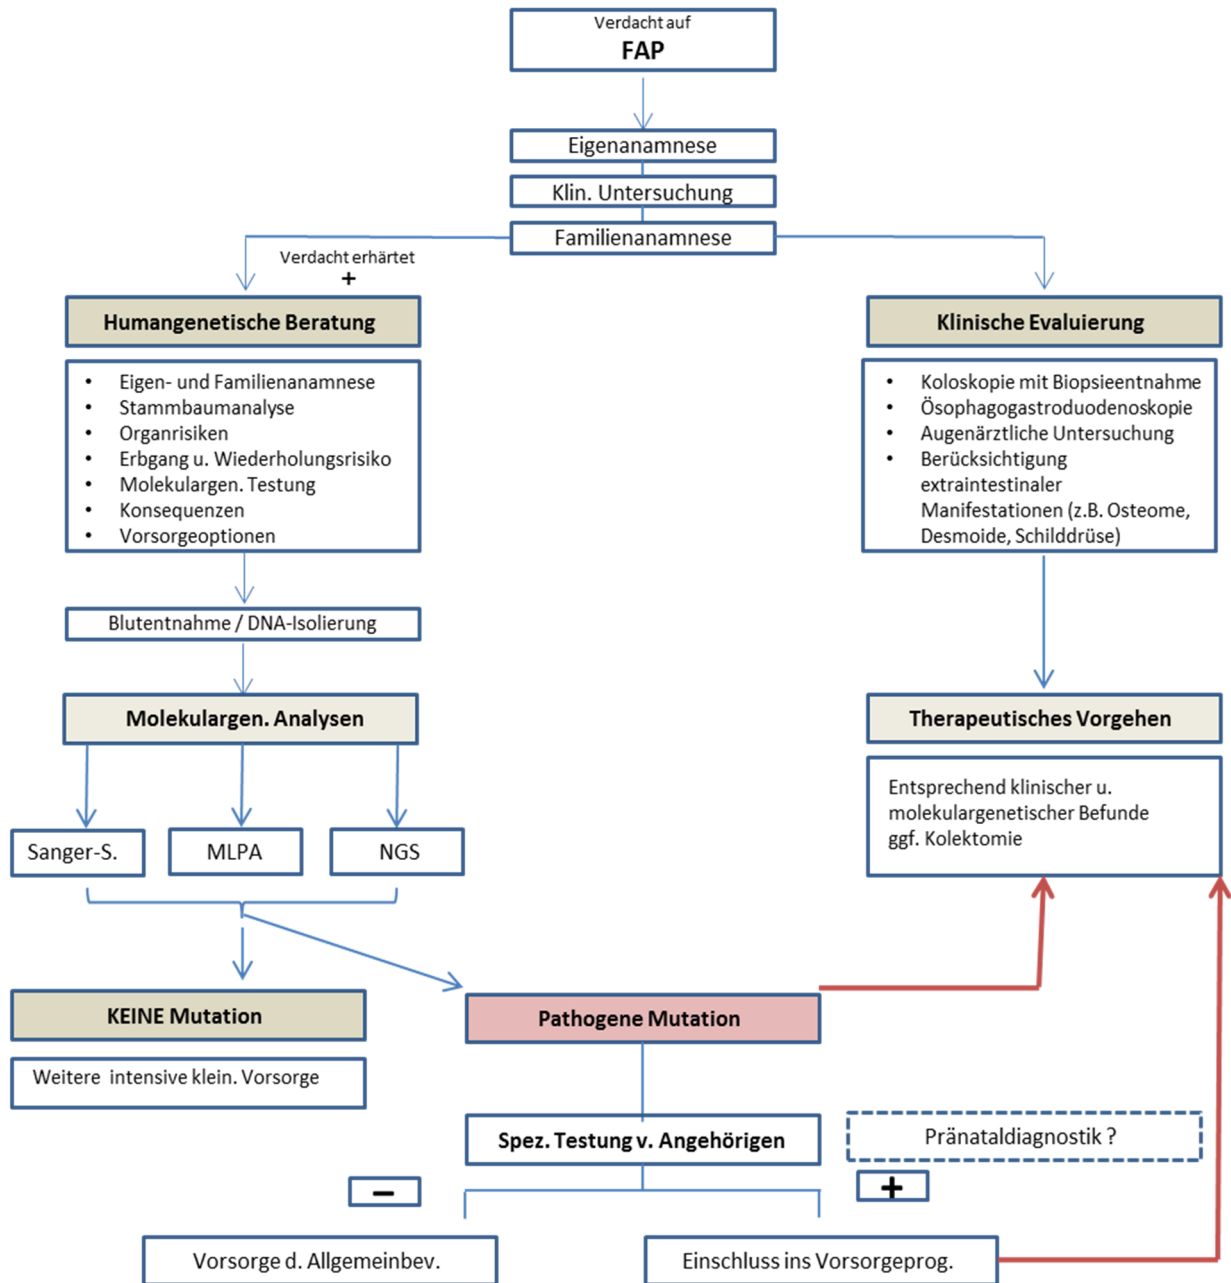 Verdacht auf
FAP
Eigenanamnese
Klin. Untersuchung
Familienanamnese
Verdacht erhärtet
+
Humangenetische Beratung
• Eigen- und Familienanamnese
• Stammbaumanalyse
• Organrisiken
• Erbgang u. Wiederholungsrisiko
• Molekulargen. Testung
• Konsequenzen
• Vorsorgeoptionen
Blutentnahme / DNA-Isolierung
Molekulargen. Analysen
Sanger-S.
MLPA
NGS
KEINE Mutation
Weitere intensive klein. Vorsorge
Klinische Evaluierung
• Koloskopie mit Biopsieentnahme
• Ösophagogastroduodenoskopie
• Augenärztliche Untersuchung
• Berücksichtigung
extraintestinaler
Manifestationen (z.B. Osteome,
Desmoide, Schilddrüse)
Therapeutisches Vorgehen
Entsprechend klinischer u.
molekulargenetischer Befunde
ggf. Kolektomie
Pathogene Mutation
Spez. Testung v. Angehörigen
Pränataldiagnostik ?
–
+
Vorsorge d. Allgemeinbev.
Einschluss ins Vorsorgeprog.